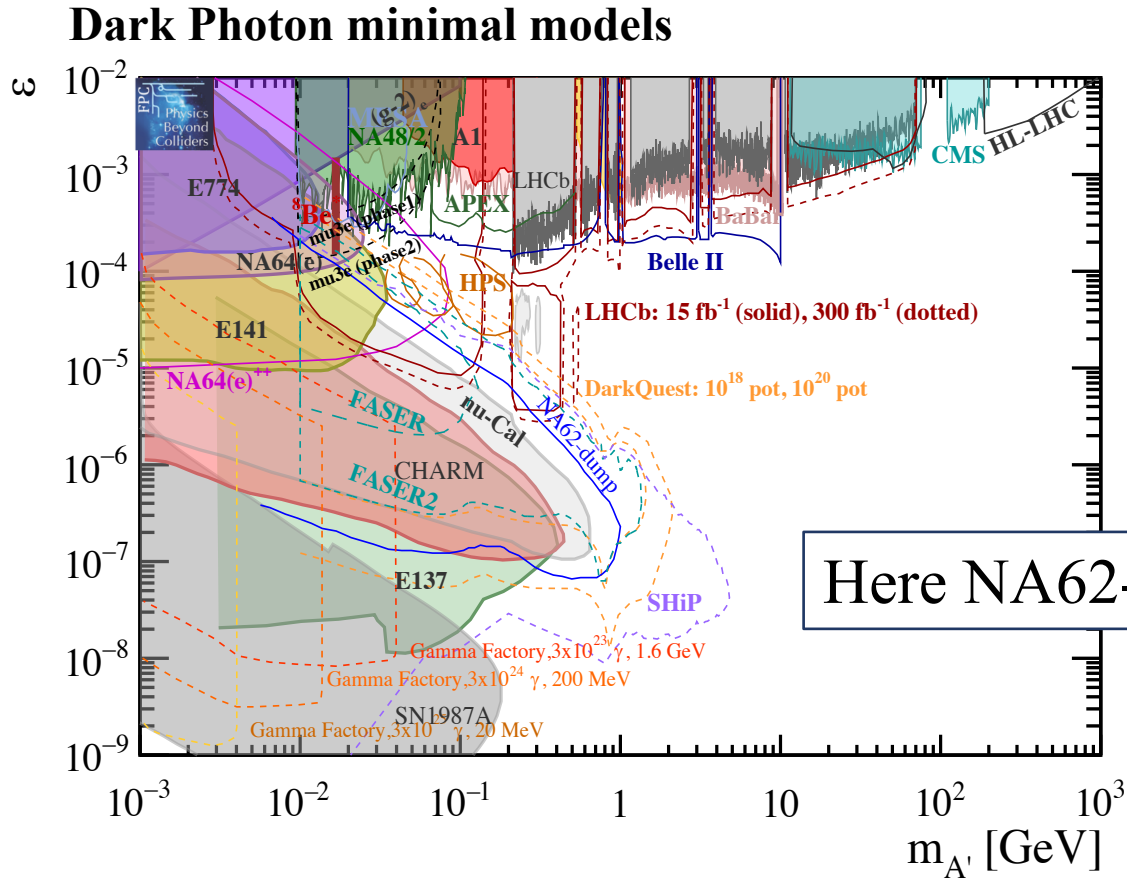 Dark Photon minimal models
ε
10⁻²
10⁻³
10⁻⁴
10⁻⁵
10⁻⁶
10⁻⁷
10⁻⁸
10⁻⁹
FPC
Physics
Beyond
Colliders
(g-2)e
NA48/2
A1
CMS
HL-LHC
E774
LHCb
⁸Be
APEX
BaBar
mu3e (phase1)
NA64(e)
mu3e (phase2)
Belle II
HPS
LHCb: 15 fb⁻¹ (solid), 300 fb⁻¹ (dotted)
E141
NA64(e)⁺⁺
DarkQuest: 10¹⁸ pot, 10²⁰ pot
FASER
nu-Cal
NA62-dump
CHARM
FASER2
E137
Here NA62-
SHiP
Gamma Factory,3x10²³ γ, 1.6 GeV
Gamma Factory,3x10²⁴ γ, 200 MeV
SN1987A
Gamma Factory,3x10 γ, 20 MeV
10⁻³
10⁻²
10⁻¹
1
10
10²
10³
m_A' [GeV]